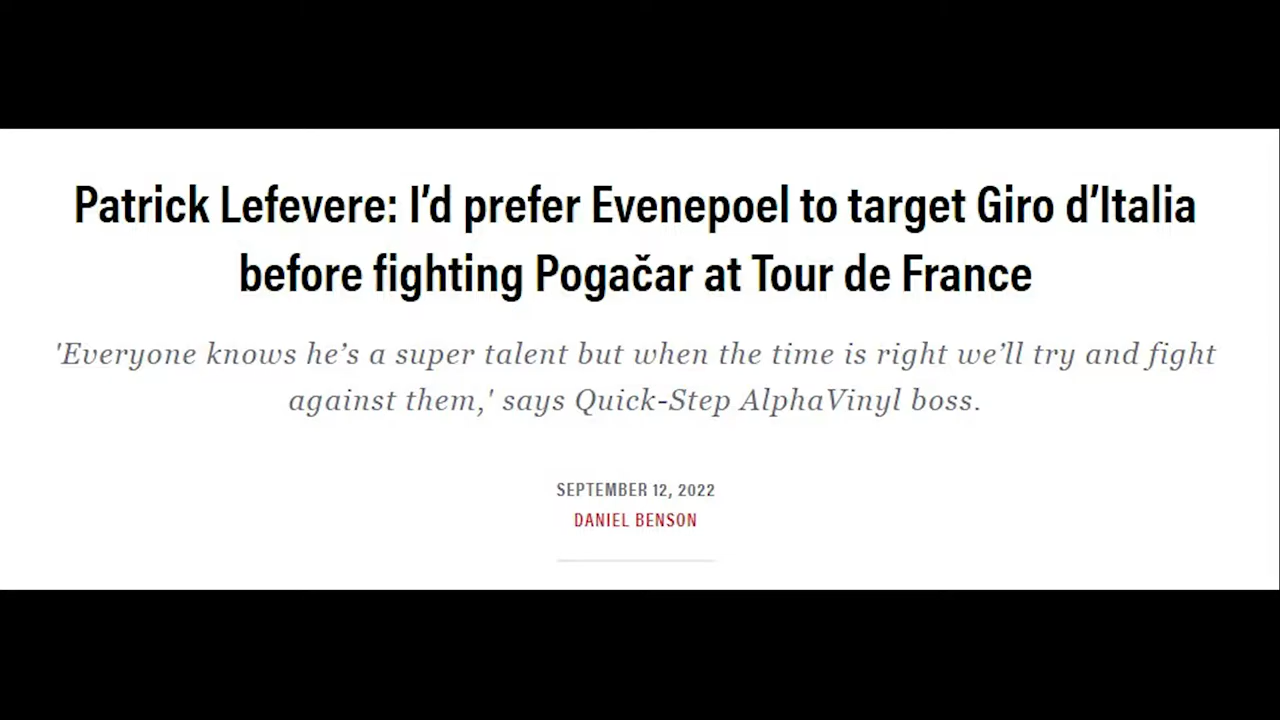 Patrick Lefevere: I’d prefer Evenepoel to target Giro d’Italia
before fighting Pogačar at Tour de France
'Everyone knows he’s a super talent but when the time is right we’ll try and fight
against them,' says Quick-Step AlphaVinyl boss.
SEPTEMBER 12, 2022
DANIEL BENSON